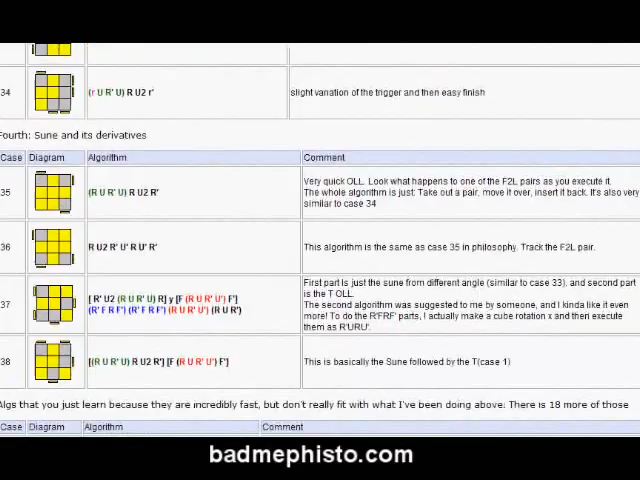 34
(r U R' U) R U2 r'
slight variation of the trigger and then easy finish
Fourth: Sune and its derivatives
Case Diagram Algorithm Comment
35
(R U R' U) R U2 R'
Very quick OLL. Look what happens to one of the F2L pairs as you execute it.
The whole algorithm is just: Take out a pair, move it over, insert it back. It's also very
similar to case 34
36
R U2 R' U' R U' R'
This algorithm is the same as case 35 in philosophy. Track the F2L pair.
37
[ R' U2 (R U R' U) R] y [F (R U R' U') F']
(R' F R F') (R' F R F') (R U R' U') (R U R')
First part is just the sune from different angle (similar to case 33), and second part
is the T OLL.
The second algorithm was suggested to me by someone, and I kinda like it even
more! To do the R'FRF' parts, I actually make a cube rotation x and then execute
them as R'URU'.
38
[(R U R' U) R U2 R'] [F (R U R' U') F']
This is basically the Sune followed by the T(case 1)
Algs that you just learn because they are incredibly fast, but don't really fit with what I've been doing above. There is 18 more of those
Case Diagram Algorithm Comment
badmephisto.com